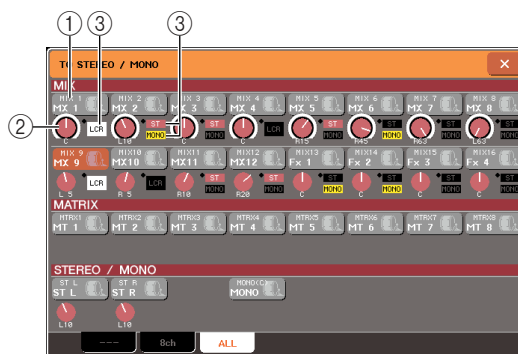 ① ③ ③
TO STEREO / MONO ×
MIX
MIX 1 MIX 2 MIX 3 MIX 4 MIX 5 MIX 6 MIX 7 MIX 8
MX 1 MX 2 MX 3 MX 4 MX 5 MX 6 MX 7 MX 8
② LCR ST MONO ST MONO LCR ST MONO ST MONO ST MONO ST MONO
C L10 C C R15 R45 R63 L63
MIX 9 MIX10 MIX11 MIX12 MIX13 MIX14 MIX15 MIX16
MX 9 MX10 MX11 MX12 Fx 1 Fx 2 Fx 3 Fx 4
LCR LCR ST MONO ST MONO ST MONO ST MONO ST MONO ST MONO
L 5 R 5 R10 R20 C C C C
MATRIX
MTRX1 MTRX2 MTRX3 MTRX4 MTRX5 MTRX6 MTRX7 MTRX8
MT 1 MT 2 MT 3 MT 4 MT 5 MT 6 MT 7 MT 8
STEREO / MONO
ST L ST R MONO(C)
ST L ST R MONO
L10 L10
--- 8ch ALL